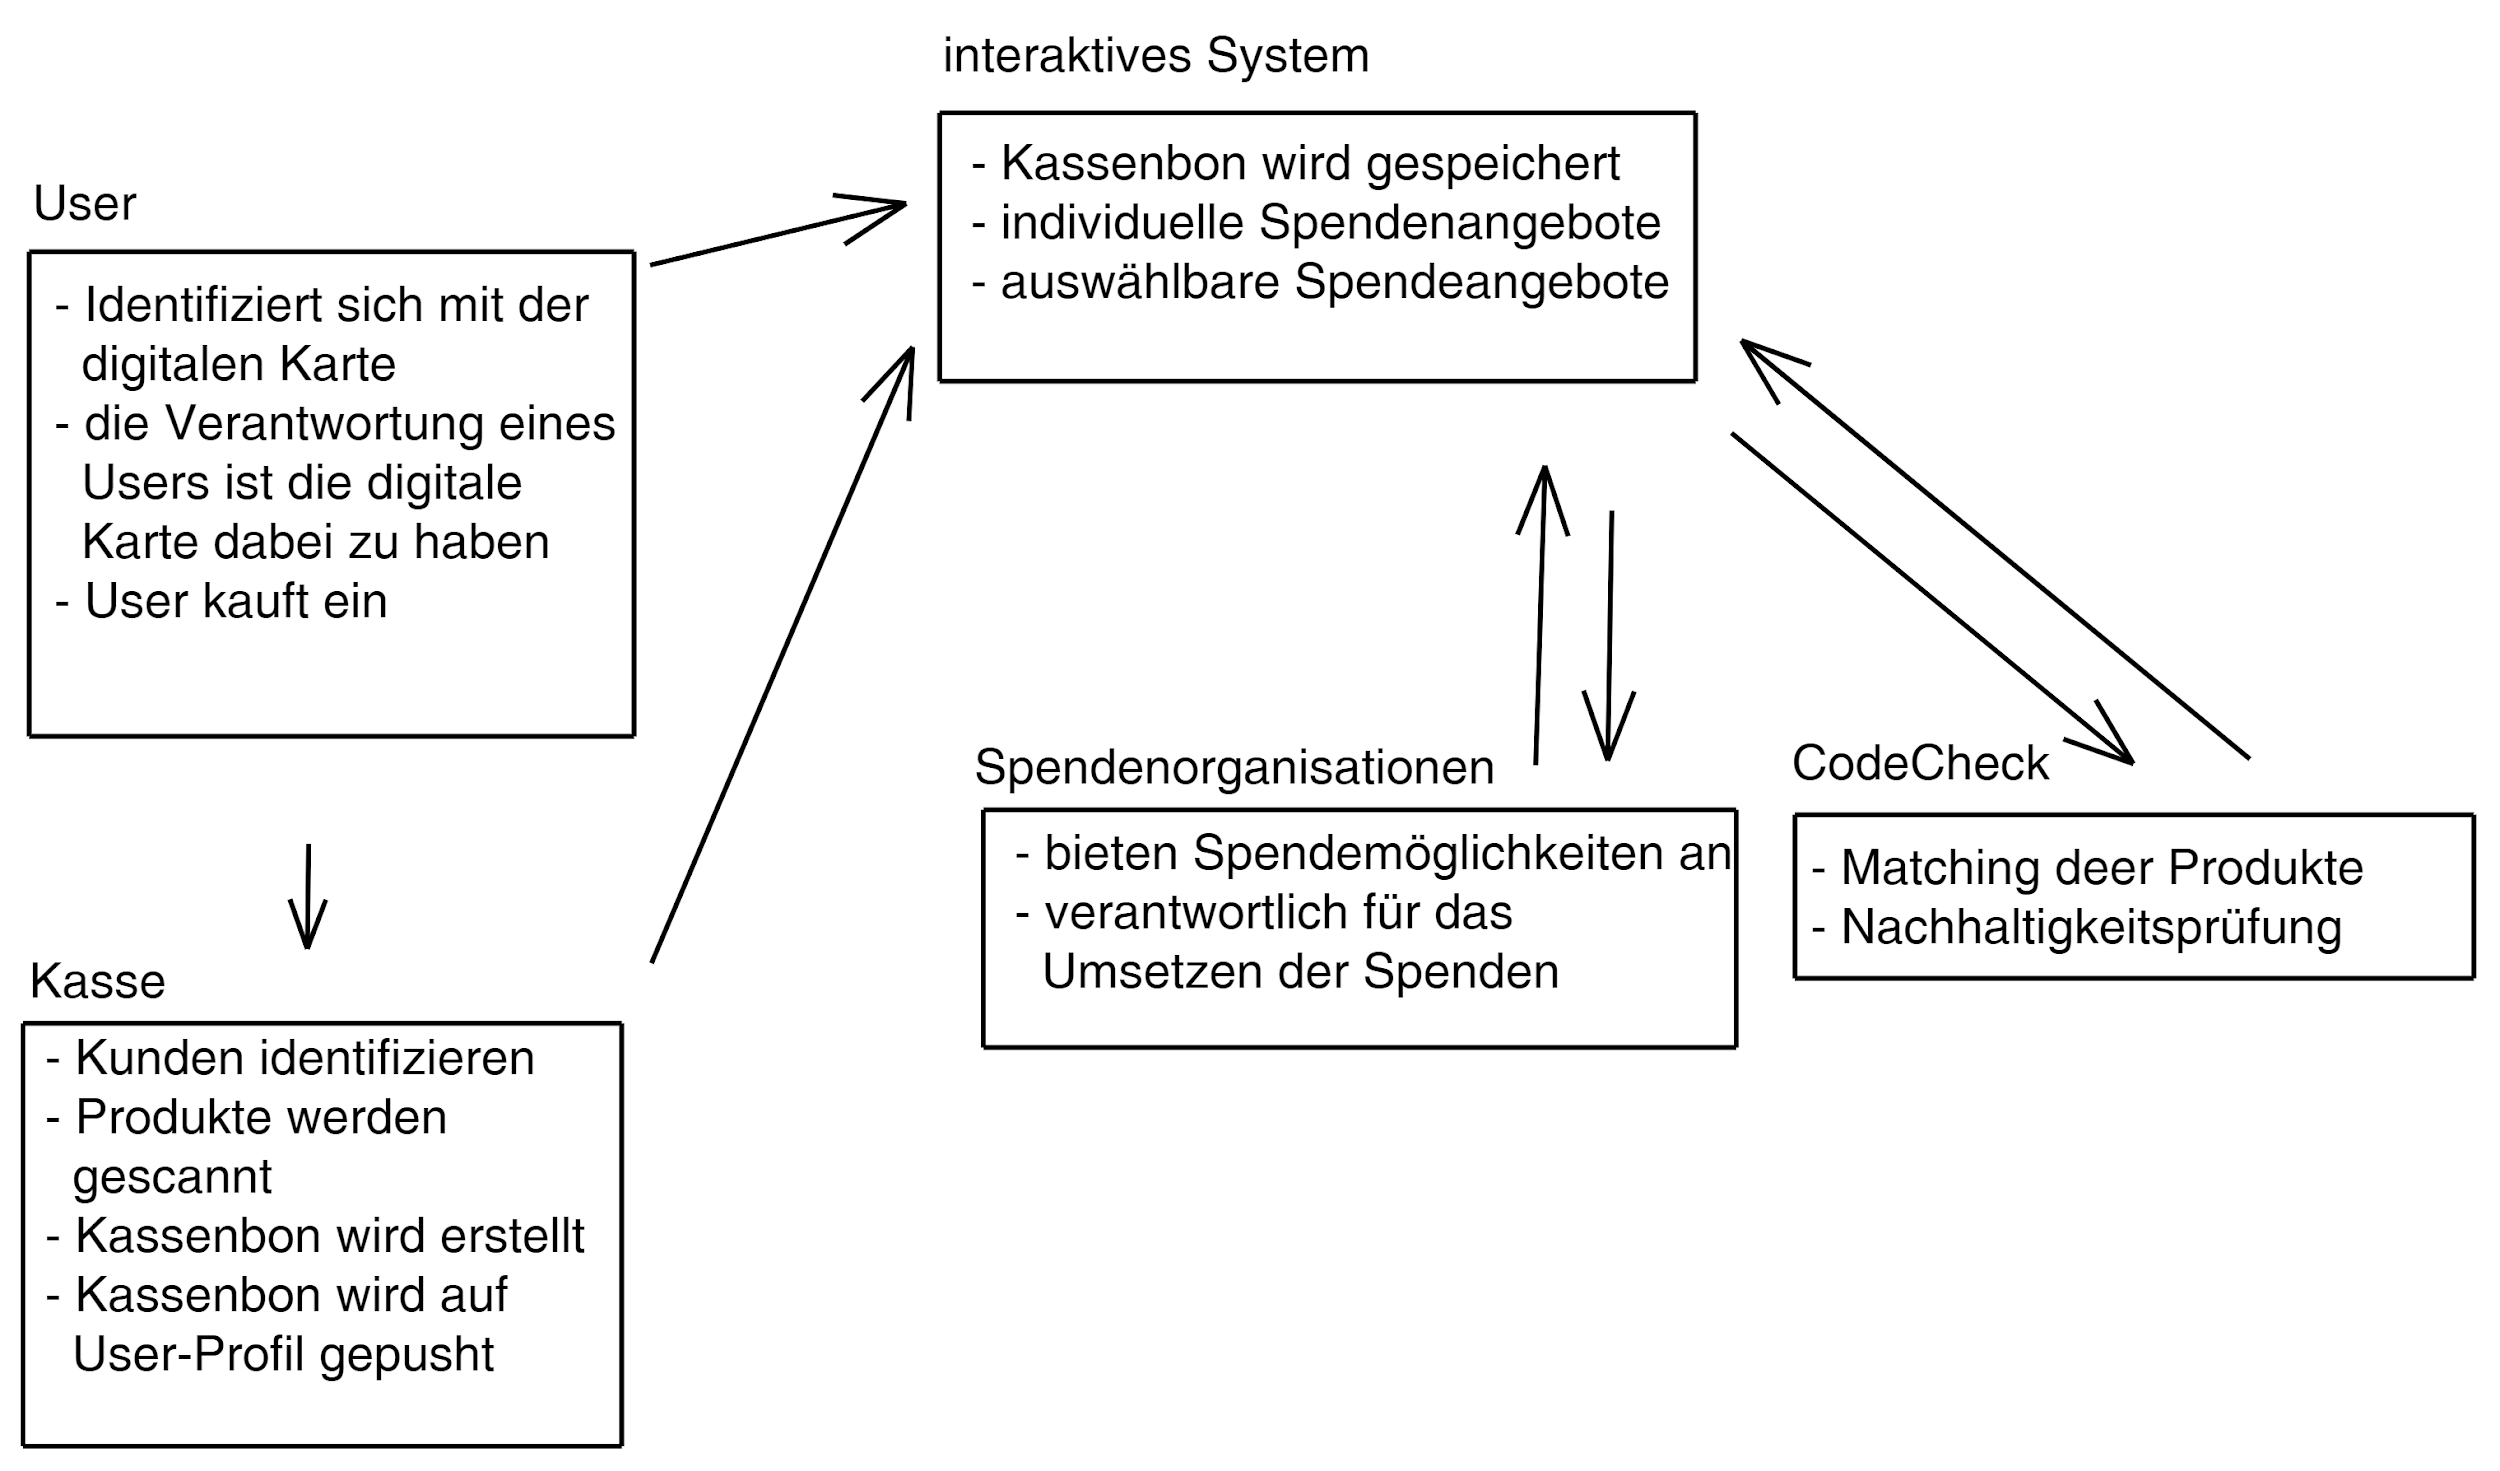 interaktives System
- Kassenbon wird gespeichert
- individuelle Spendenangebote
- auswählbare Spendeangebote
User
- Identifiziert sich mit der
digitalen Karte
- die Verantwortung eines
Users ist die digitale
Karte dabei zu haben
- User kauft ein
Spendenorganisationen
- bieten Spendemöglichkeiten an
- verantwortlich für das
Umsetzen der Spenden
CodeCheck
- Matching deer Produkte
- Nachhaltigkeitsprüfung
Kasse
- Kunden identifizieren
- Produkte werden
gescannt
- Kassenbon wird erstellt
- Kassenbon wird auf
User-Profil gepusht